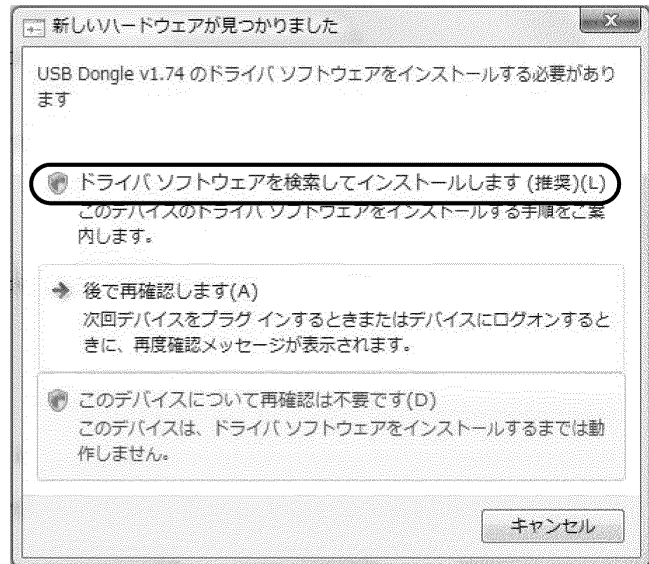 新しいハードウェアが見つかりました
USB Dongle v1.74 のドライバ ソフトウェアをインストールする必要があり
ます
ドライバ ソフトウェアを検索してインストールします (推奨)(L)
このデバイスのドライバ ソフトウェアをインストールする手順をご案
内します。
後で再確認します(A)
次回デバイスをプラグ インするときまたはデバイスにログオンすると
きに、再度確認メッセージが表示されます。
このデバイスについて再確認は不要です(D)
このデバイスは、ドライバ ソフトウェアをインストールするまでは動
作しません。
キャンセル